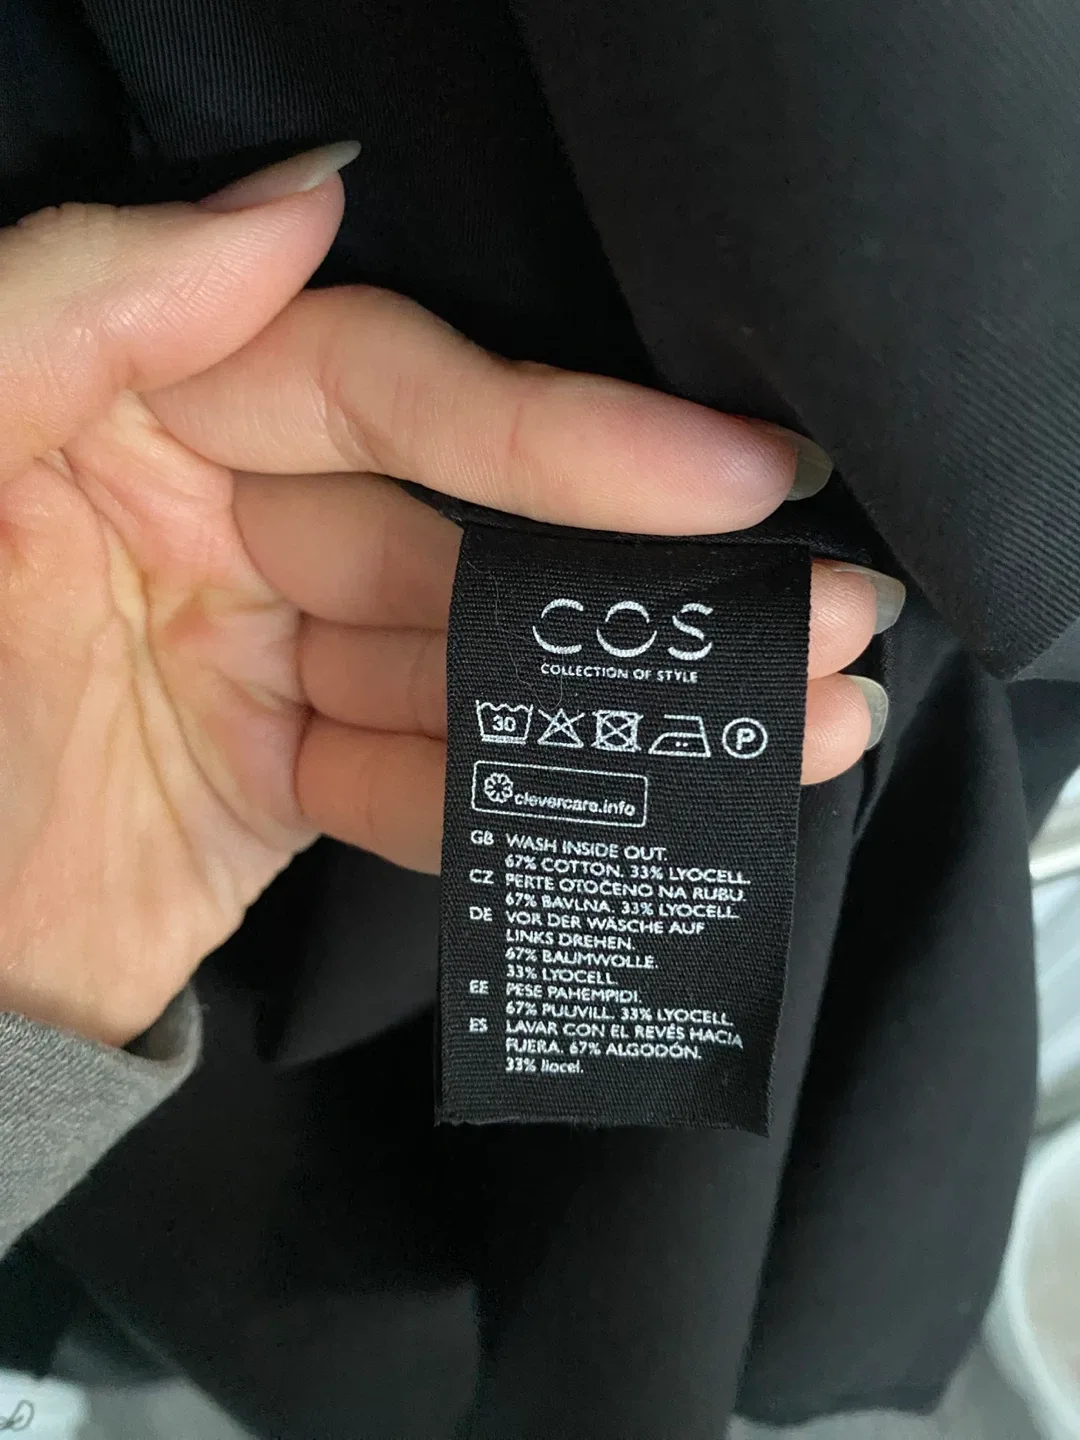 COS
COLLECTION OF STYLE
30 P
clevercare.info
GB WASH INSIDE OUT.
67% COTTON. 33% LYOCELL.
CZ PERTE OTOČENO NA RUBU.
67% BAVLNA. 33% LYOCELL.
DE VOR DER WÄSCHE AUF
LINKS DREHEN.
67% BAUMWOLLE.
33% LYOCELL.
EE PESE PAHEMPIDI.
67% PUUVILL. 33% LYOCELL.
ES LAVAR CON EL REVÉS HACIA
FUERA. 67% ALGODÓN.
33% liocel.